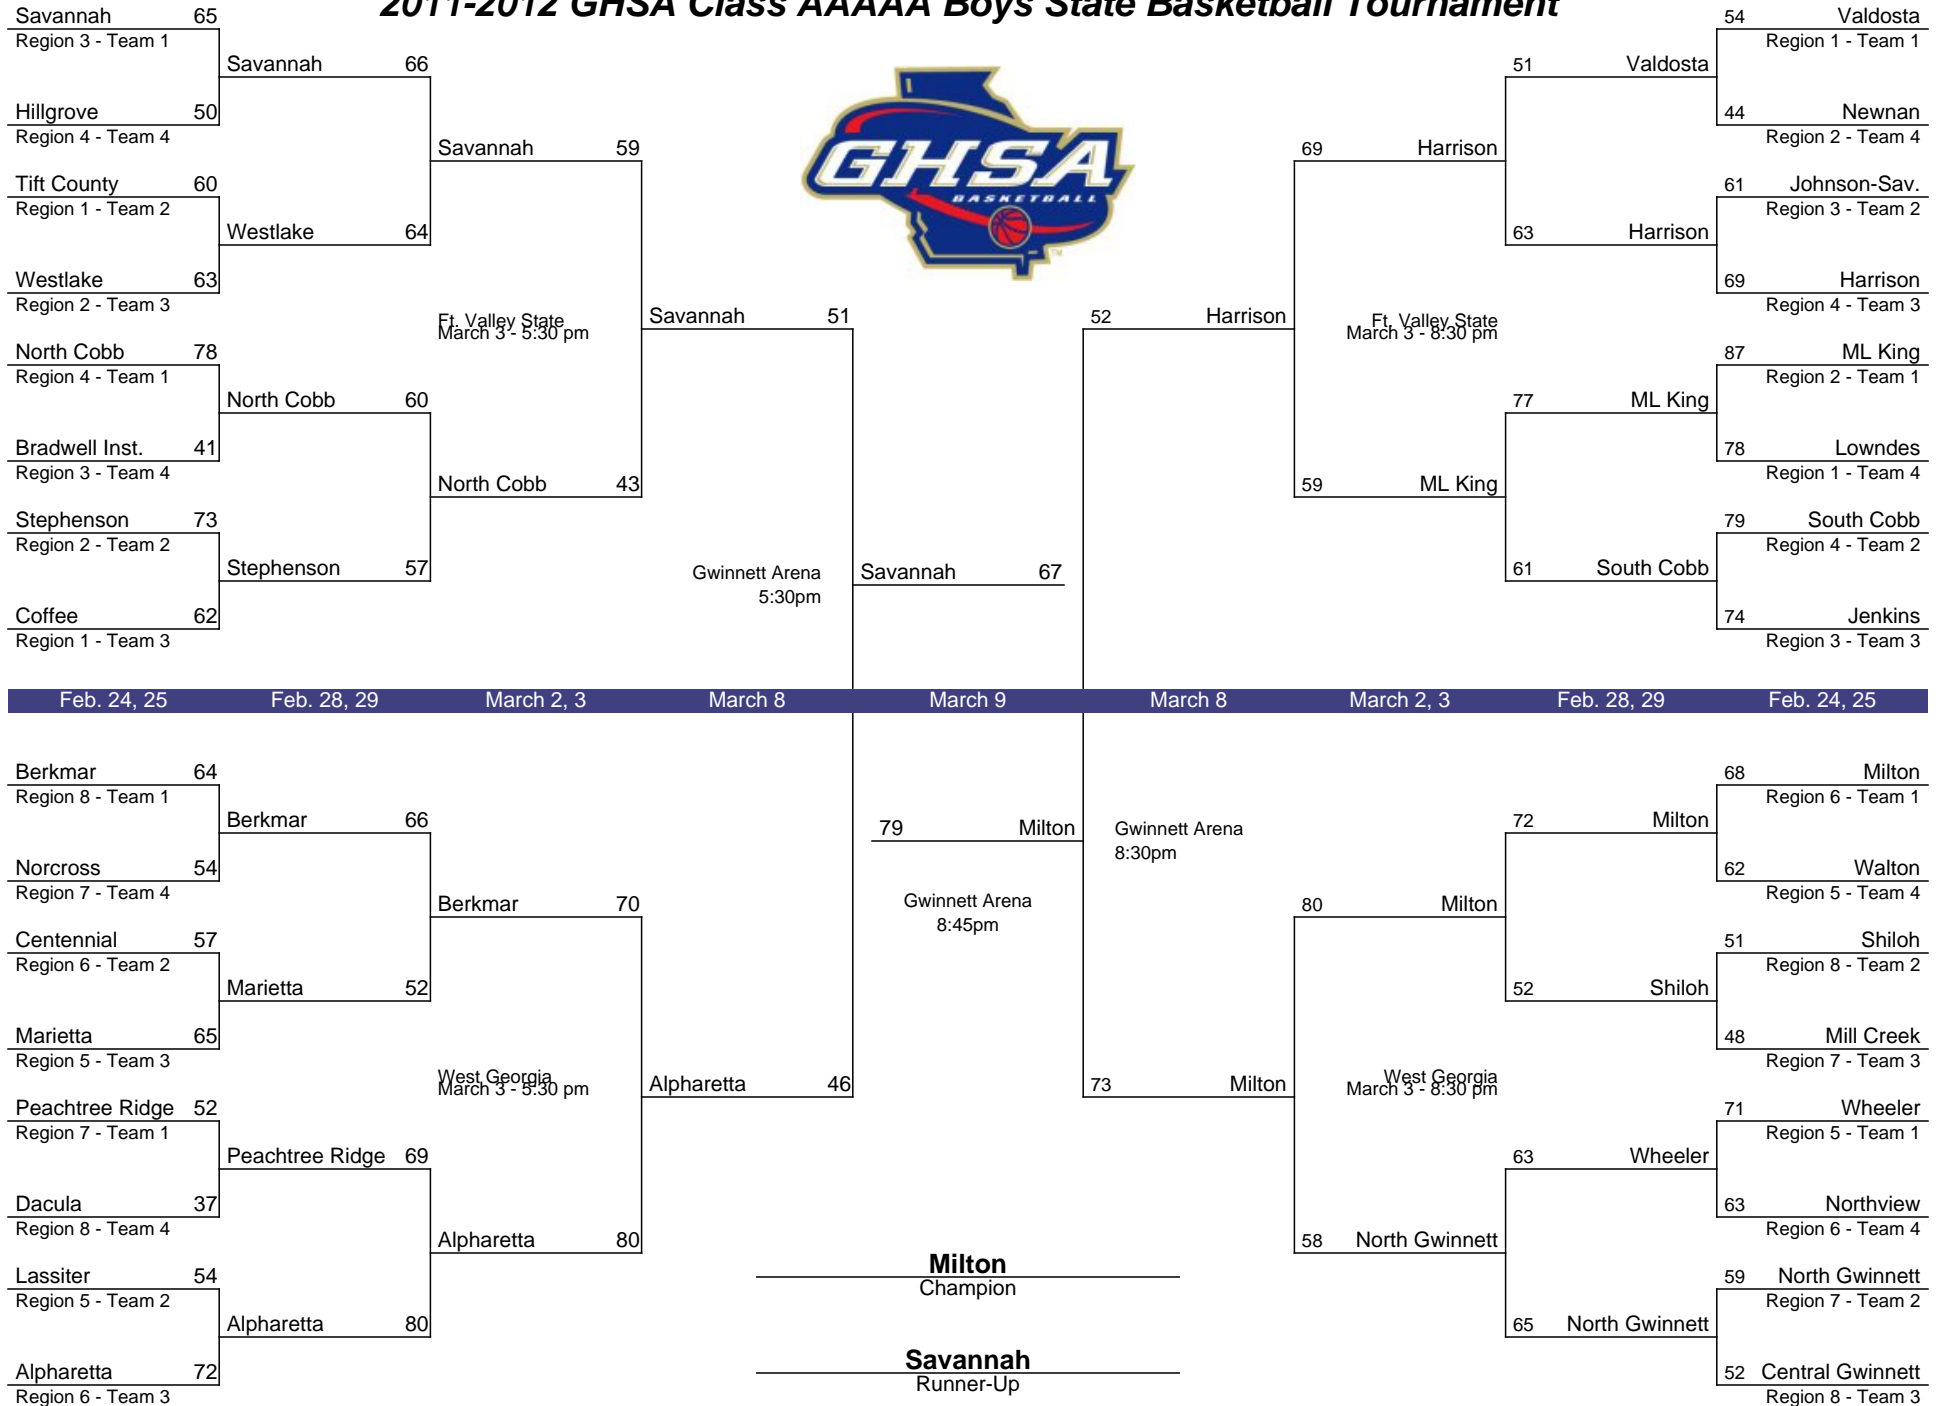 2011-2012 GHSA Class AAAAA Boys State Basketball Tournament
Savannah 65
Region 3 - Team 1
Savannah 66
Hillgrove 50
Region 4 - Team 4
Savannah 59
Tift County 60
Region 1 - Team 2
Westlake 64
Westlake 63
Region 2 - Team 3
Ft. Valley State
March 3 - 5:30 pm
Savannah 51
North Cobb 78
Region 4 - Team 1
North Cobb 60
Bradwell Inst. 41
Region 3 - Team 4
North Cobb 43
Stephenson 73
Region 2 - Team 2
Stephenson 57
Coffee 62
Region 1 - Team 3
Gwinnett Arena
5:30pm
Savannah 67
GHSA
BASKETBALL
TM
54 Valdosta
Region 1 - Team 1
51 Valdosta
44 Newnan
Region 2 - Team 4
69 Harrison
61 Johnson-Sav.
Region 3 - Team 2
63 Harrison
69 Harrison
Region 4 - Team 3
52 Harrison
Ft. Valley State
March 3 - 8:30 pm
87 ML King
Region 2 - Team 1
77 ML King
78 Lowndes
Region 1 - Team 4
59 ML King
79 South Cobb
Region 4 - Team 2
61 South Cobb
74 Jenkins
Region 3 - Team 3
Feb. 24, 25 Feb. 28, 29 March 2, 3 March 8 March 9 March 8 March 2, 3 Feb. 28, 29 Feb. 24, 25
Berkmar 64
Region 8 - Team 1
Berkmar 66
Norcross 54
Region 7 - Team 4
Berkmar 70
Centennial 57
Region 6 - Team 2
Marietta 52
Marietta 65
Region 5 - Team 3
West Georgia
March 3 - 5:30 pm
Alpharetta 46
Peachtree Ridge 52
Region 7 - Team 1
Peachtree Ridge 69
Dacula 37
Region 8 - Team 4
Alpharetta 80
Lassiter 54
Region 5 - Team 2
Alpharetta 80
Alpharetta 72
Region 6 - Team 3
79 Milton
Gwinnett Arena
8:45pm
Gwinnett Arena
8:30pm
68 Milton
Region 6 - Team 1
72 Milton
62 Walton
Region 5 - Team 4
80 Milton
51 Shiloh
Region 8 - Team 2
52 Shiloh
48 Mill Creek
Region 7 - Team 3
73 Milton
West Georgia
March 3 - 8:30 pm
71 Wheeler
Region 5 - Team 1
63 Wheeler
63 Northview
Region 6 - Team 4
58 North Gwinnett
59 North Gwinnett
Region 7 - Team 2
65 North Gwinnett
52 Central Gwinnett
Region 8 - Team 3
Milton
Champion
Savannah
Runner-Up